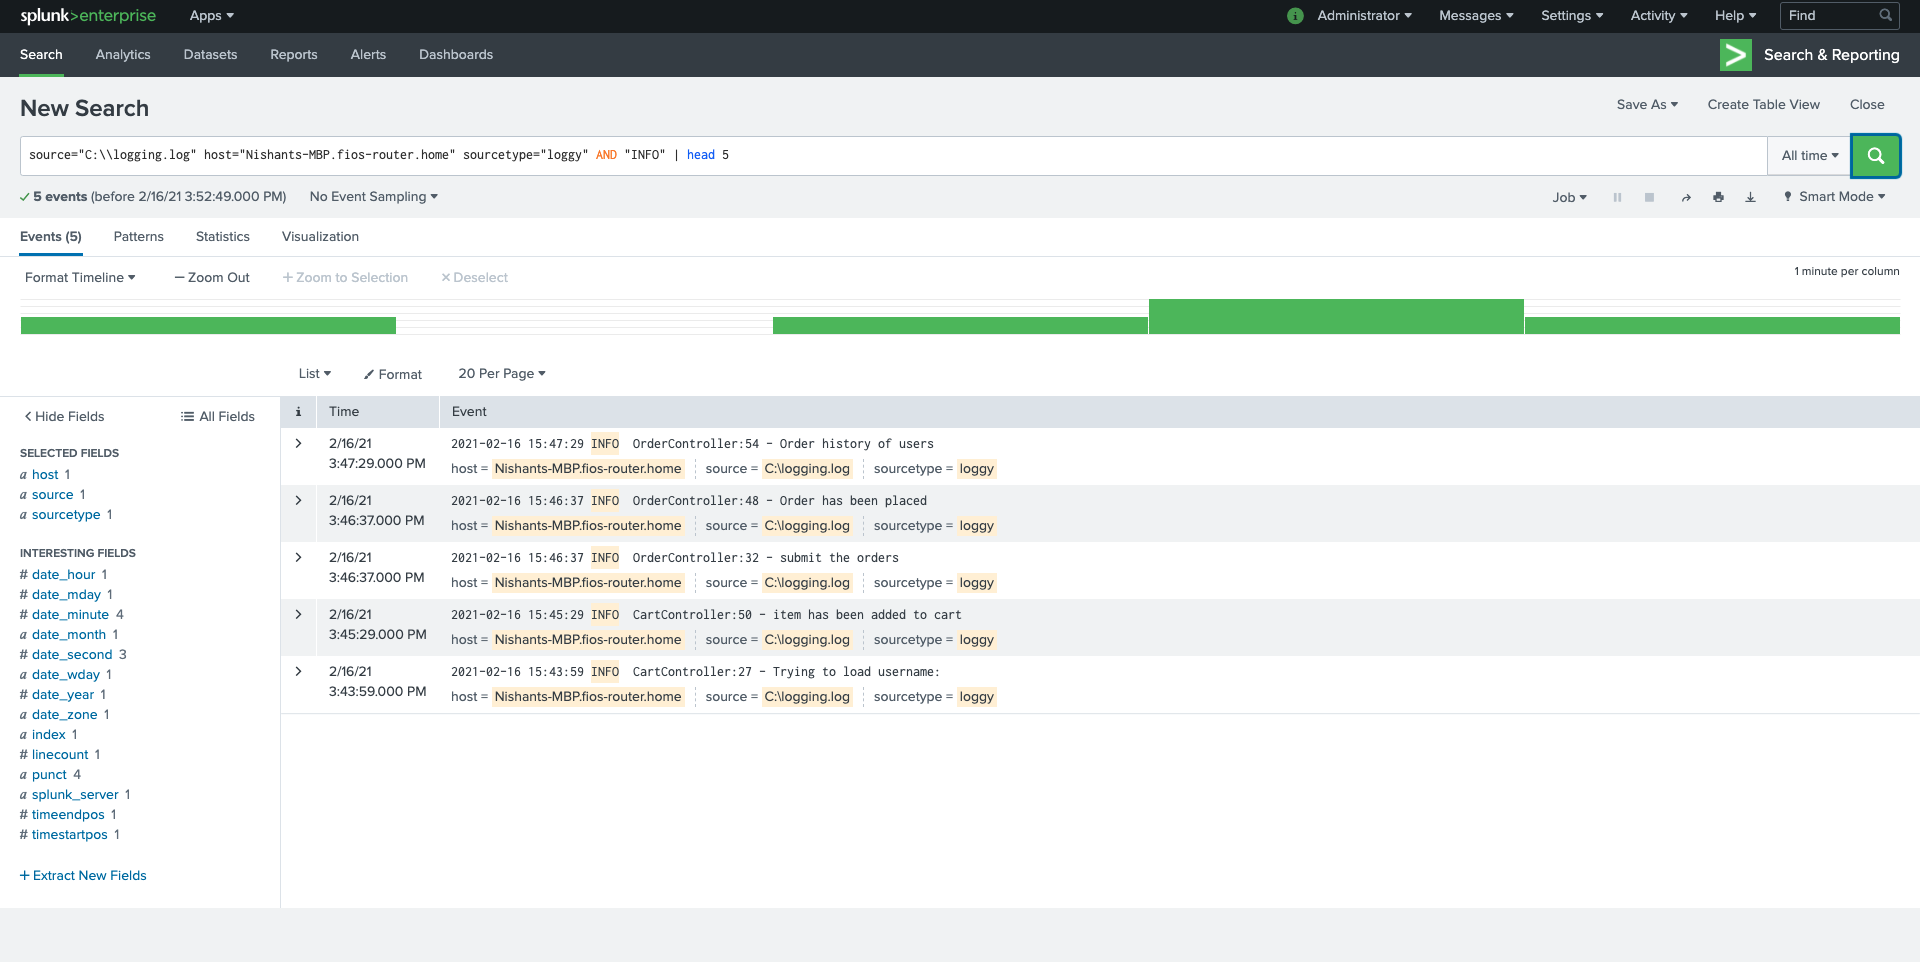 splunk>enterprise Apps Administrator Messages Settings Activity Help Find
Search Analytics Datasets Reports Alerts Dashboards Search & Reporting
New Search Save As Create Table View Close
source="C:\\logging.log" host="Nishants-MBP.fios-router.home" sourcetype="loggy" AND "INFO" | head 5 All time
5 events (before 2/16/21 3:52:49.000 PM) No Event Sampling Job Smart Mode
Events (5) Patterns Statistics Visualization
Format Timeline — Zoom Out + Zoom to Selection × Deselect 1 minute per column
List Format 20 Per Page
< Hide Fields All Fields
SELECTED FIELDS
a host 1
a source 1
a sourcetype 1
INTERESTING FIELDS
# date_hour 1
# date_mday 1
# date_minute 4
a date_month 1
# date_second 3
a date_wday 1
# date_year 1
a date_zone 1
a index 1
# linecount 1
a punct 4
a splunk_server 1
# timeendpos 1
# timestartpos 1
+ Extract New Fields
i Time Event
2/16/21
3:47:29.000 PM
2021-02-16 15:47:29 INFO OrderController:54 - Order history of users
host = Nishants-MBP.fios-router.home source = C:\logging.log sourcetype = loggy
2/16/21
3:46:37.000 PM
2021-02-16 15:46:37 INFO OrderController:48 - Order has been placed
host = Nishants-MBP.fios-router.home source = C:\logging.log sourcetype = loggy
2/16/21
3:46:37.000 PM
2021-02-16 15:46:37 INFO OrderController:32 - submit the orders
host = Nishants-MBP.fios-router.home source = C:\logging.log sourcetype = loggy
2/16/21
3:45:29.000 PM
2021-02-16 15:45:29 INFO CartController:50 - item has been added to cart
host = Nishants-MBP.fios-router.home source = C:\logging.log sourcetype = loggy
2/16/21
3:43:59.000 PM
2021-02-16 15:43:59 INFO CartController:27 - Trying to load username:
host = Nishants-MBP.fios-router.home source = C:\logging.log sourcetype = loggy